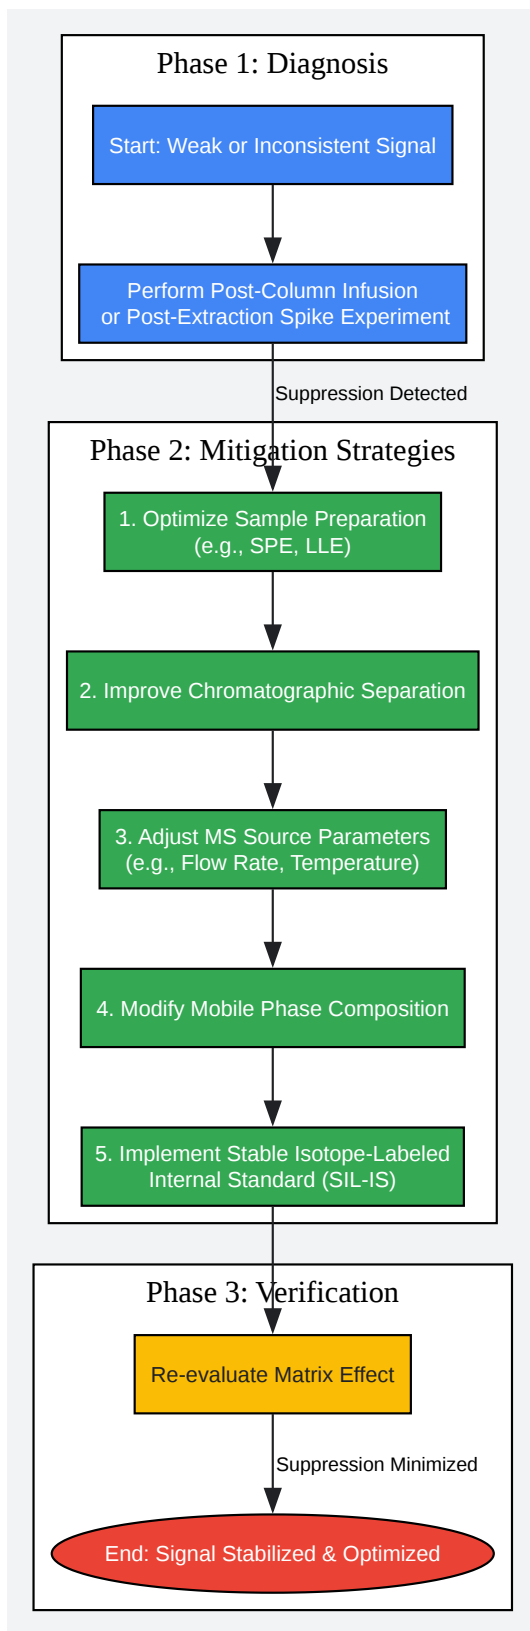 Phase 1: Diagnosis
Start: Weak or Inconsistent Signal
Perform Post-Column Infusion
or Post-Extraction Spike Experiment
Suppression Detected
Phase 2: Mitigation Strategies
1. Optimize Sample Preparation
(e.g., SPE, LLE)
2. Improve Chromatographic Separation
3. Adjust MS Source Parameters
(e.g., Flow Rate, Temperature)
4. Modify Mobile Phase Composition
5. Implement Stable Isotope-Labeled
Internal Standard (SIL-IS)
Phase 3: Verification
Re-evaluate Matrix Effect
Suppression Minimized
End: Signal Stabilized & Optimized